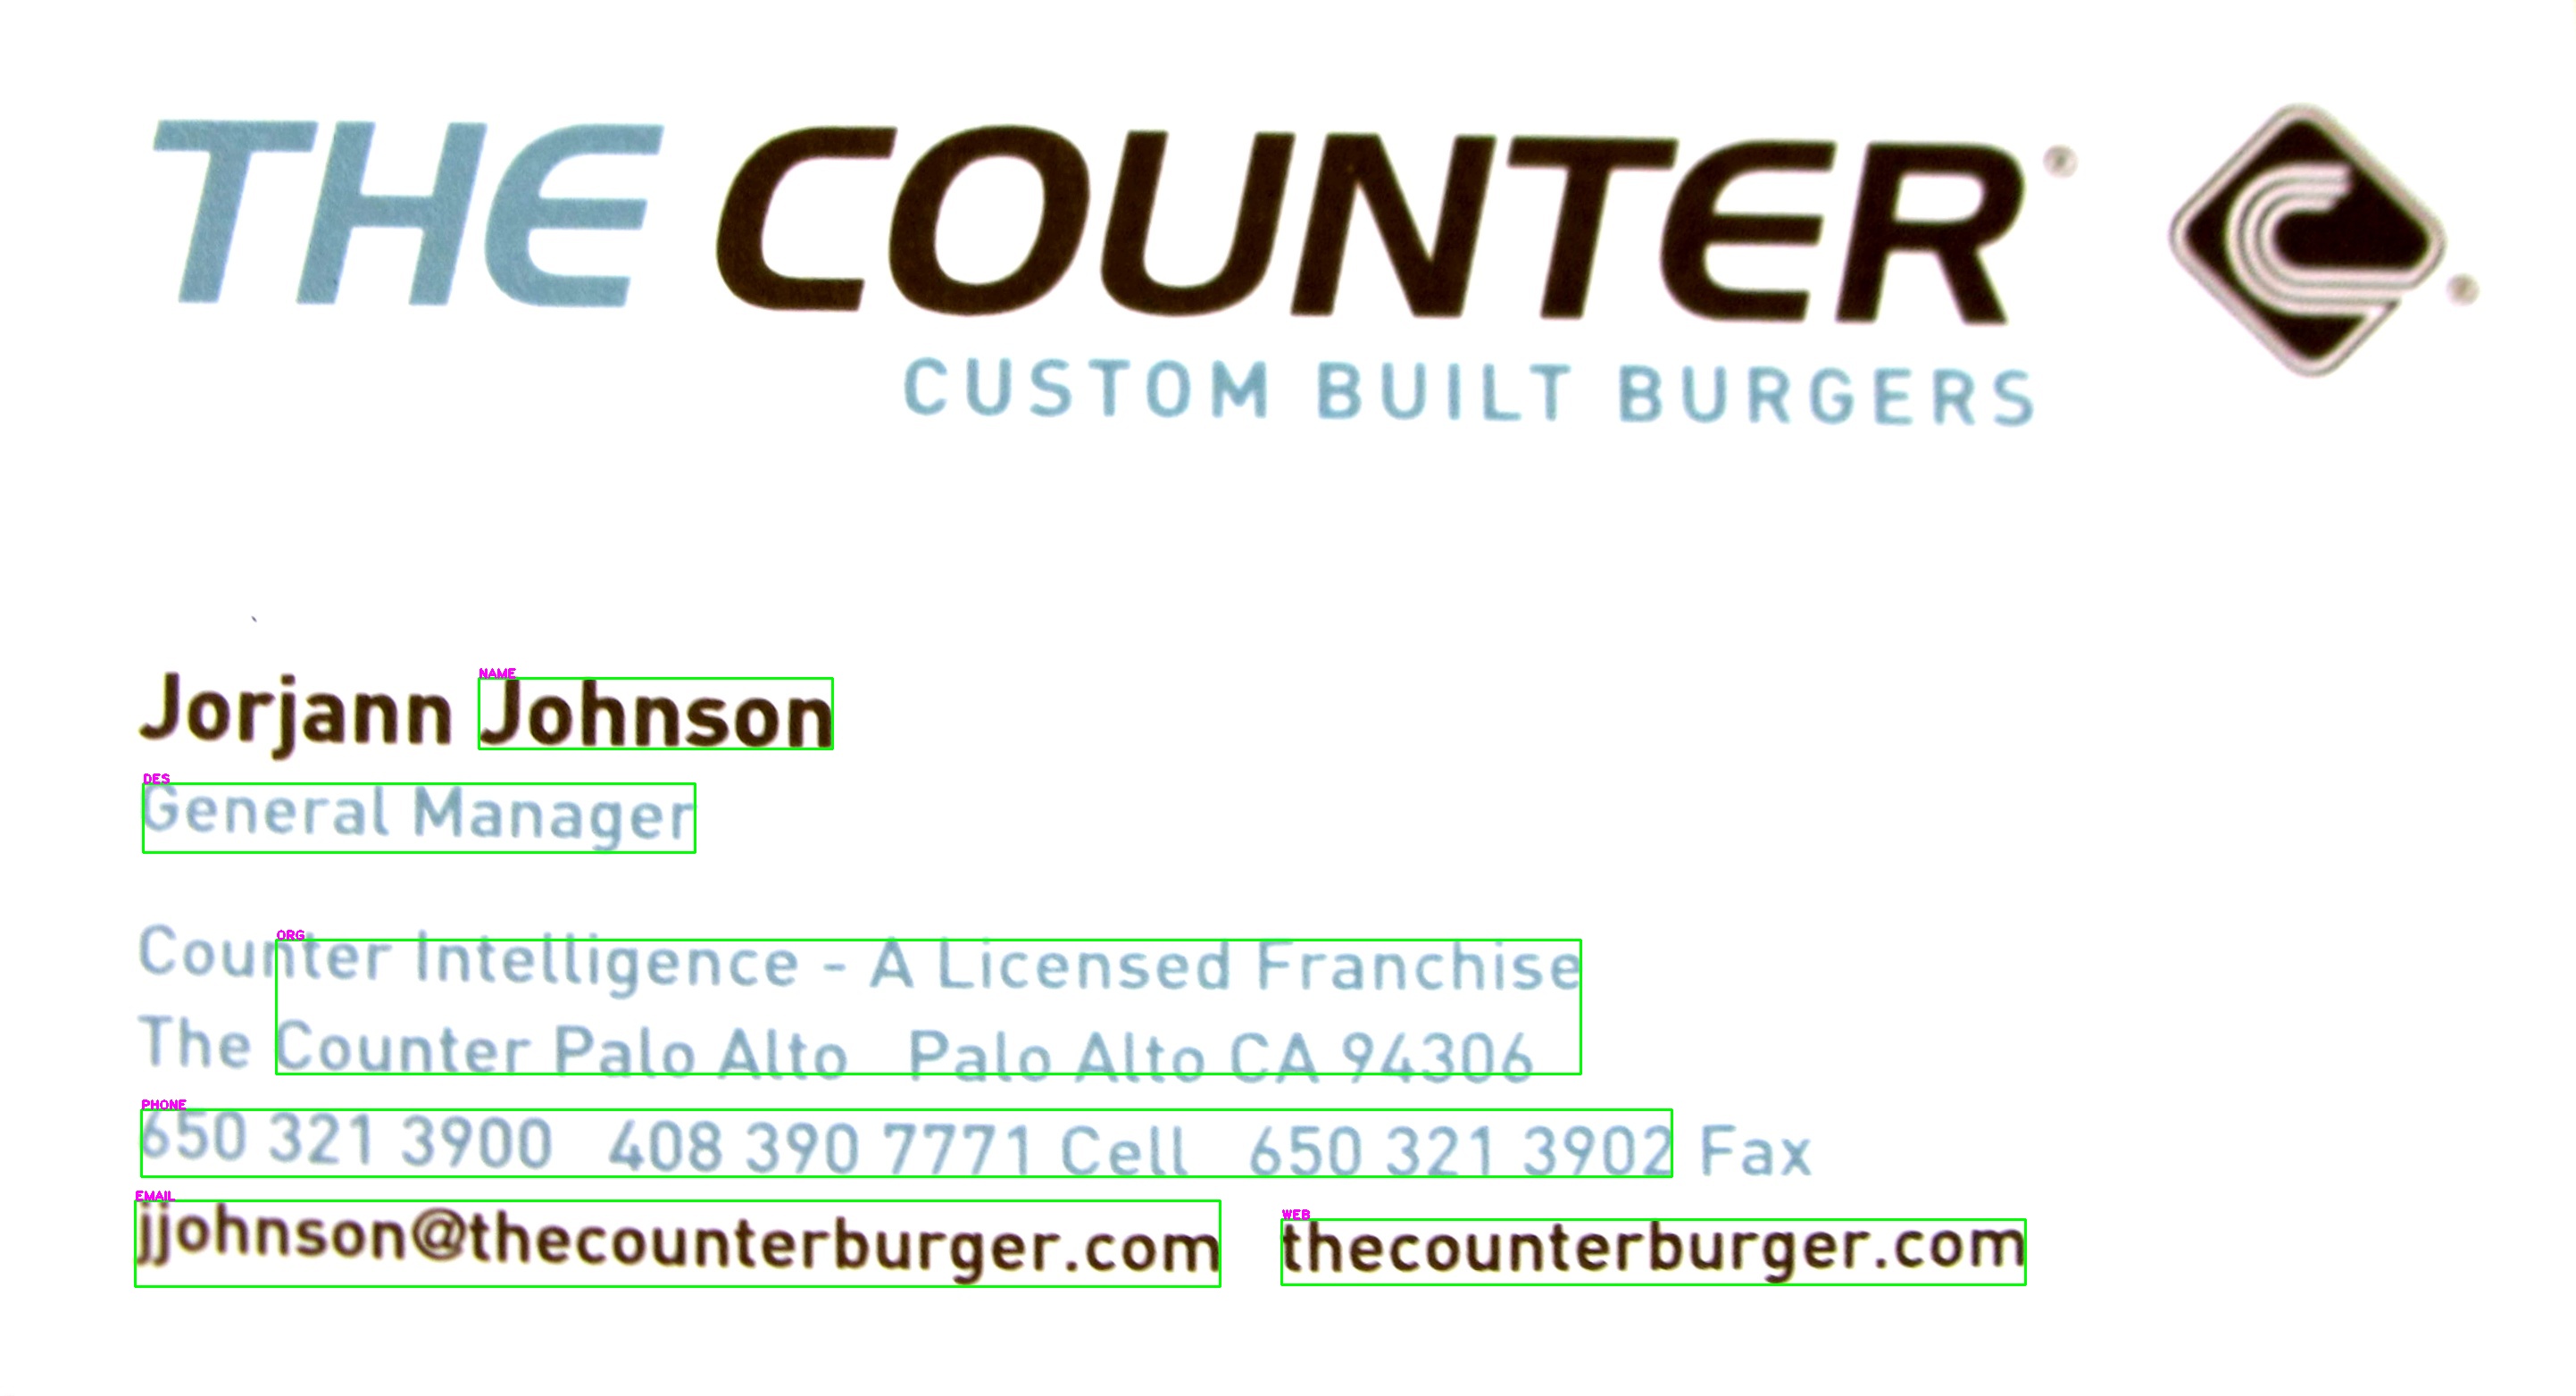 THE COUNTER®
CUSTOM BUILT BURGERS
®
NAME
Jorjann Johnson
DES
General Manager
ORG
Counter Intelligence - A Licensed Franchise
The Counter Palo Alto Palo Alto CA 94306
PHONE
650 321 3900 408 390 7771 Cell 650 321 3902 Fax
EMAIL WEB
jjohnson@thecounterburger.com thecounterburger.com